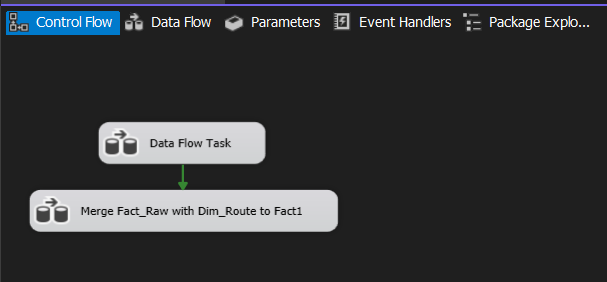 Control Flow Data Flow Parameters Event Handlers Package Explo...
Data Flow Task
Merge Fact_Raw with Dim_Route to Fact1